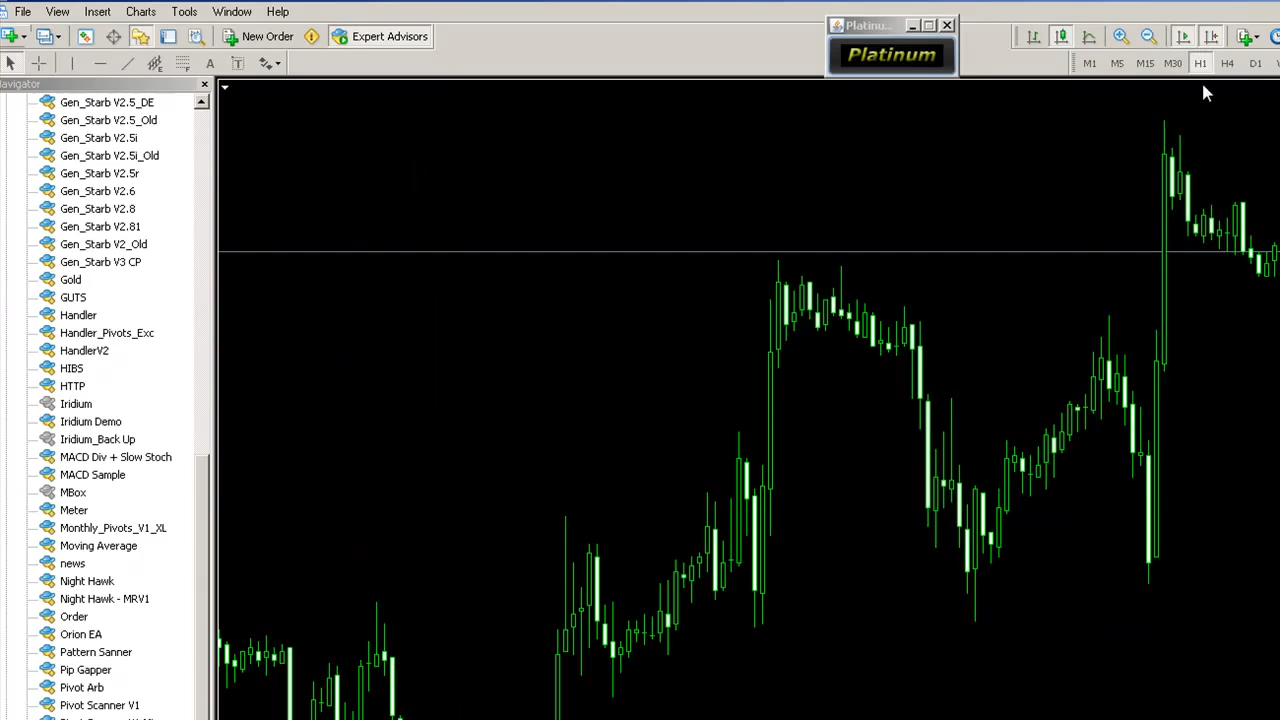 File View Insert Charts Tools Window Help
New Order Expert Advisors
Platinu...
Platinum
A T
M1 M5 M15 M30 H1 H4 D1
avigator
Gen_Starb V2.5_DE
Gen_Starb V2.5_Old
Gen_Starb V2.5i
Gen_Starb V2.5i_Old
Gen_Starb V2.5r
Gen_Starb V2.6
Gen_Starb V2.8
Gen_Starb V2.81
Gen_Starb V2_Old
Gen_Starb V3 CP
Gold
GUTS
Handler
Handler_Pivots_Exc
HandlerV2
HIBS
HTTP
Iridium
Iridium Demo
Iridium_Back Up
MACD Div + Slow Stoch
MACD Sample
MBox
Meter
Monthly_Pivots_V1_XL
Moving Average
news
Night Hawk
Night Hawk - MRV1
Order
Orion EA
Pattern Scanner
Pip Gapper
Pivot Arb
Pivot Scanner V1